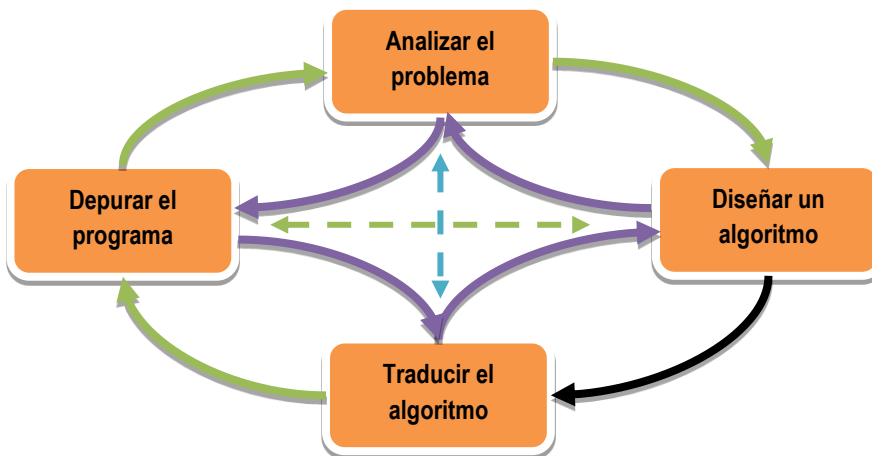 Analizar el
problema
Depurar el
programa
Diseñar un
algoritmo
Traducir el
algoritmo